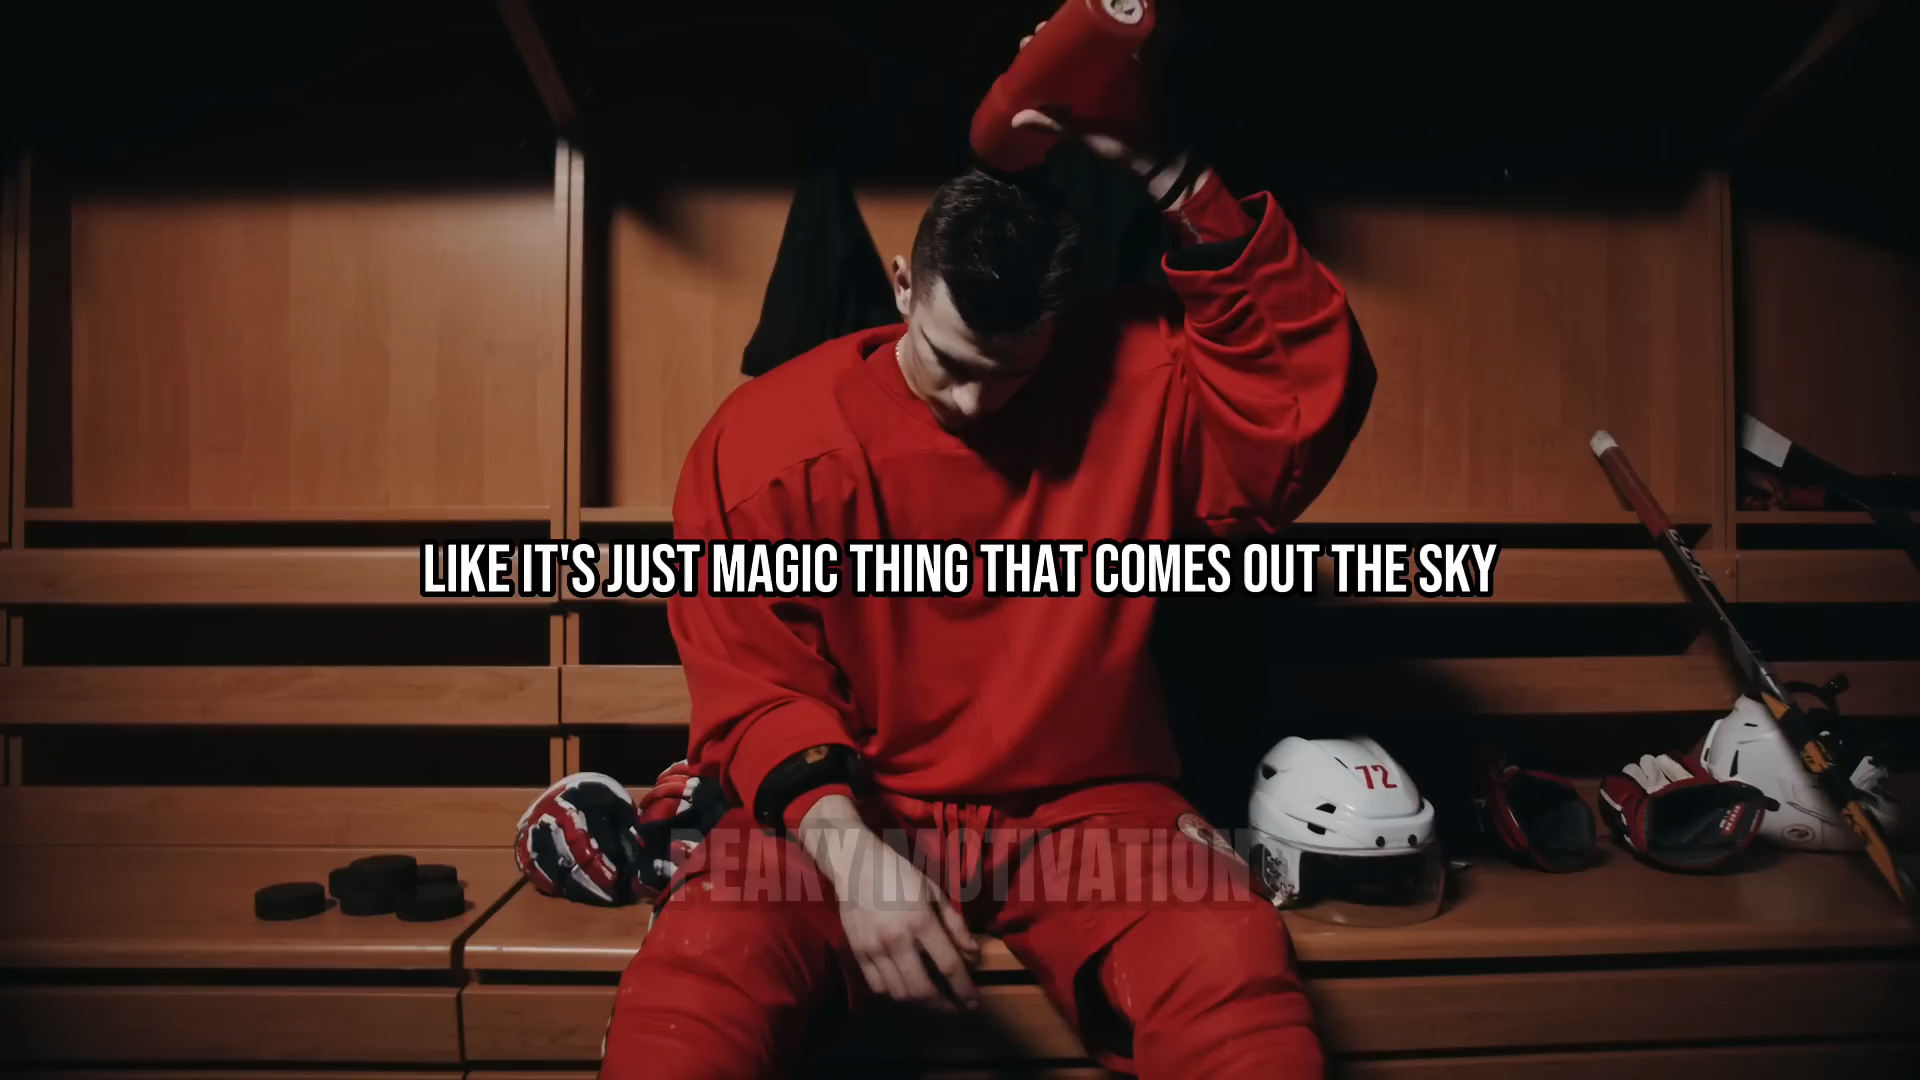 LIKE IT'S JUST MAGIC THING THAT COMES OUT THE SKY
72
PEAKY MOTIVATION